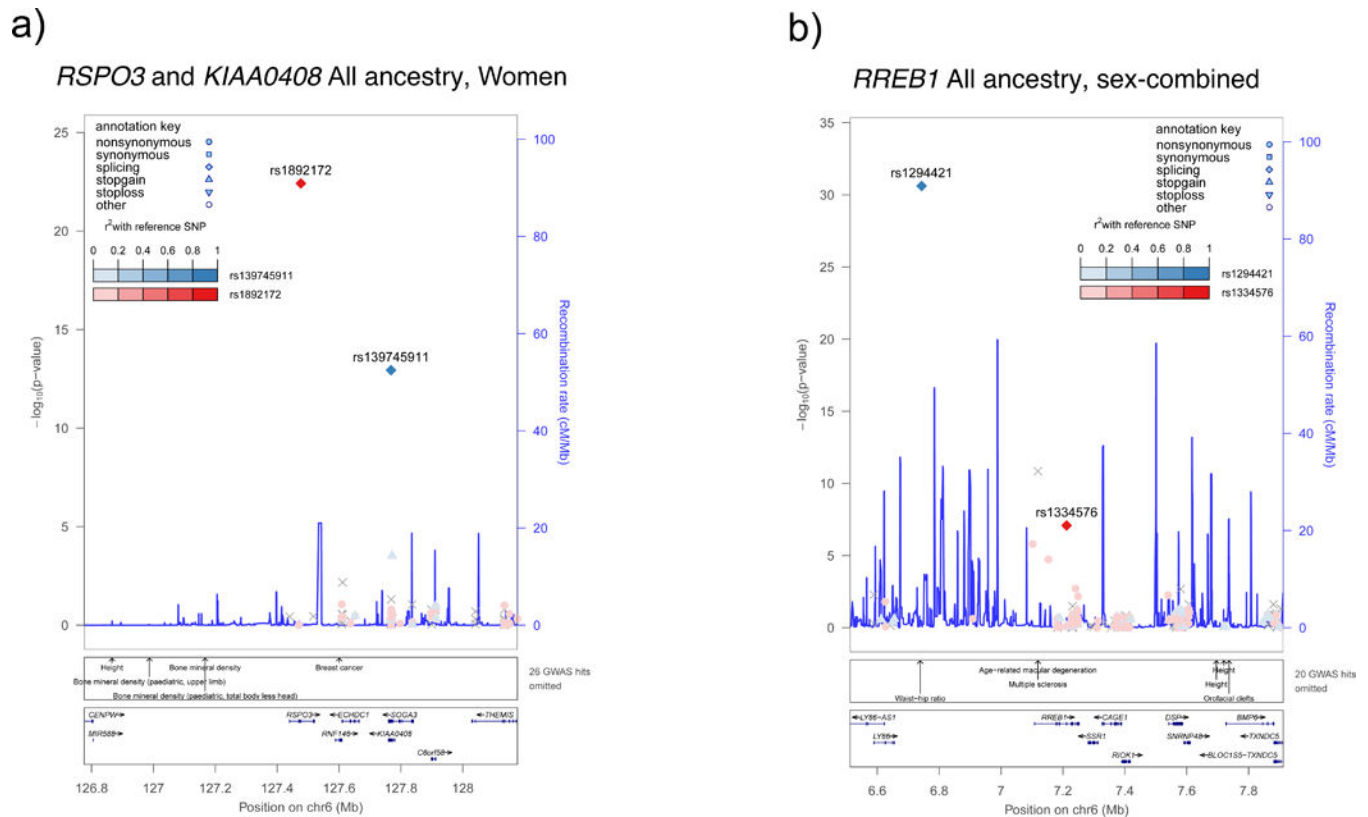 a)
RSPO3 and KIAA0408 All ancestry, Women
25
20
15
10
5
0
−log10(p−value)
annotation key
nonsynonymous
synonymous
splicing
stopgain
stoploss
other
r2with reference SNP
0 0.2 0.4 0.6 0.8 1
rs139745911
rs1892172
rs1892172
rs139745911
100
80
60
40
20
0
Recombination rate (cM/Mb)
Height Bone mineral density Breast cancer
Bone mineral density (paediatric, upper limb)
Bone mineral density (paediatric, total body less head)
26 GWAS hits
omitted
CENPW→ RSPO3→ ←ECHDC1 ←SOGA3 ←THEMIS
MIR588→ RNF146→ ←KIAA0408
C6orf58→
126.8 127 127.2 127.4 127.6 127.8 128
Position on chr6 (Mb)
b)
RREB1 All ancestry, sex-combined
35
30
25
20
15
10
5
0
−log10(p−value)
annotation key
nonsynonymous
synonymous
splicing
stopgain
stoploss
other
r2with reference SNP
0 0.2 0.4 0.6 0.8 1
rs1294421
rs1334576
rs1294421
rs1334576
100
80
60
40
20
0
Recombination rate (cM/Mb)
Age-related macular degeneration Height
Multiple sclerosis Height
Waist-hip ratio Orofacial clefts
20 GWAS hits
omitted
←LY86-AS1 RREB1→ ←CAGE1 DSP→ BMP6→
LY86→ ←SSR1 SNRNP48→ ←TXNDC5
RIOK1→ ←BLOC1S5-TXNDC5
6.6 6.8 7 7.2 7.4 7.6 7.8
Position on chr6 (Mb)